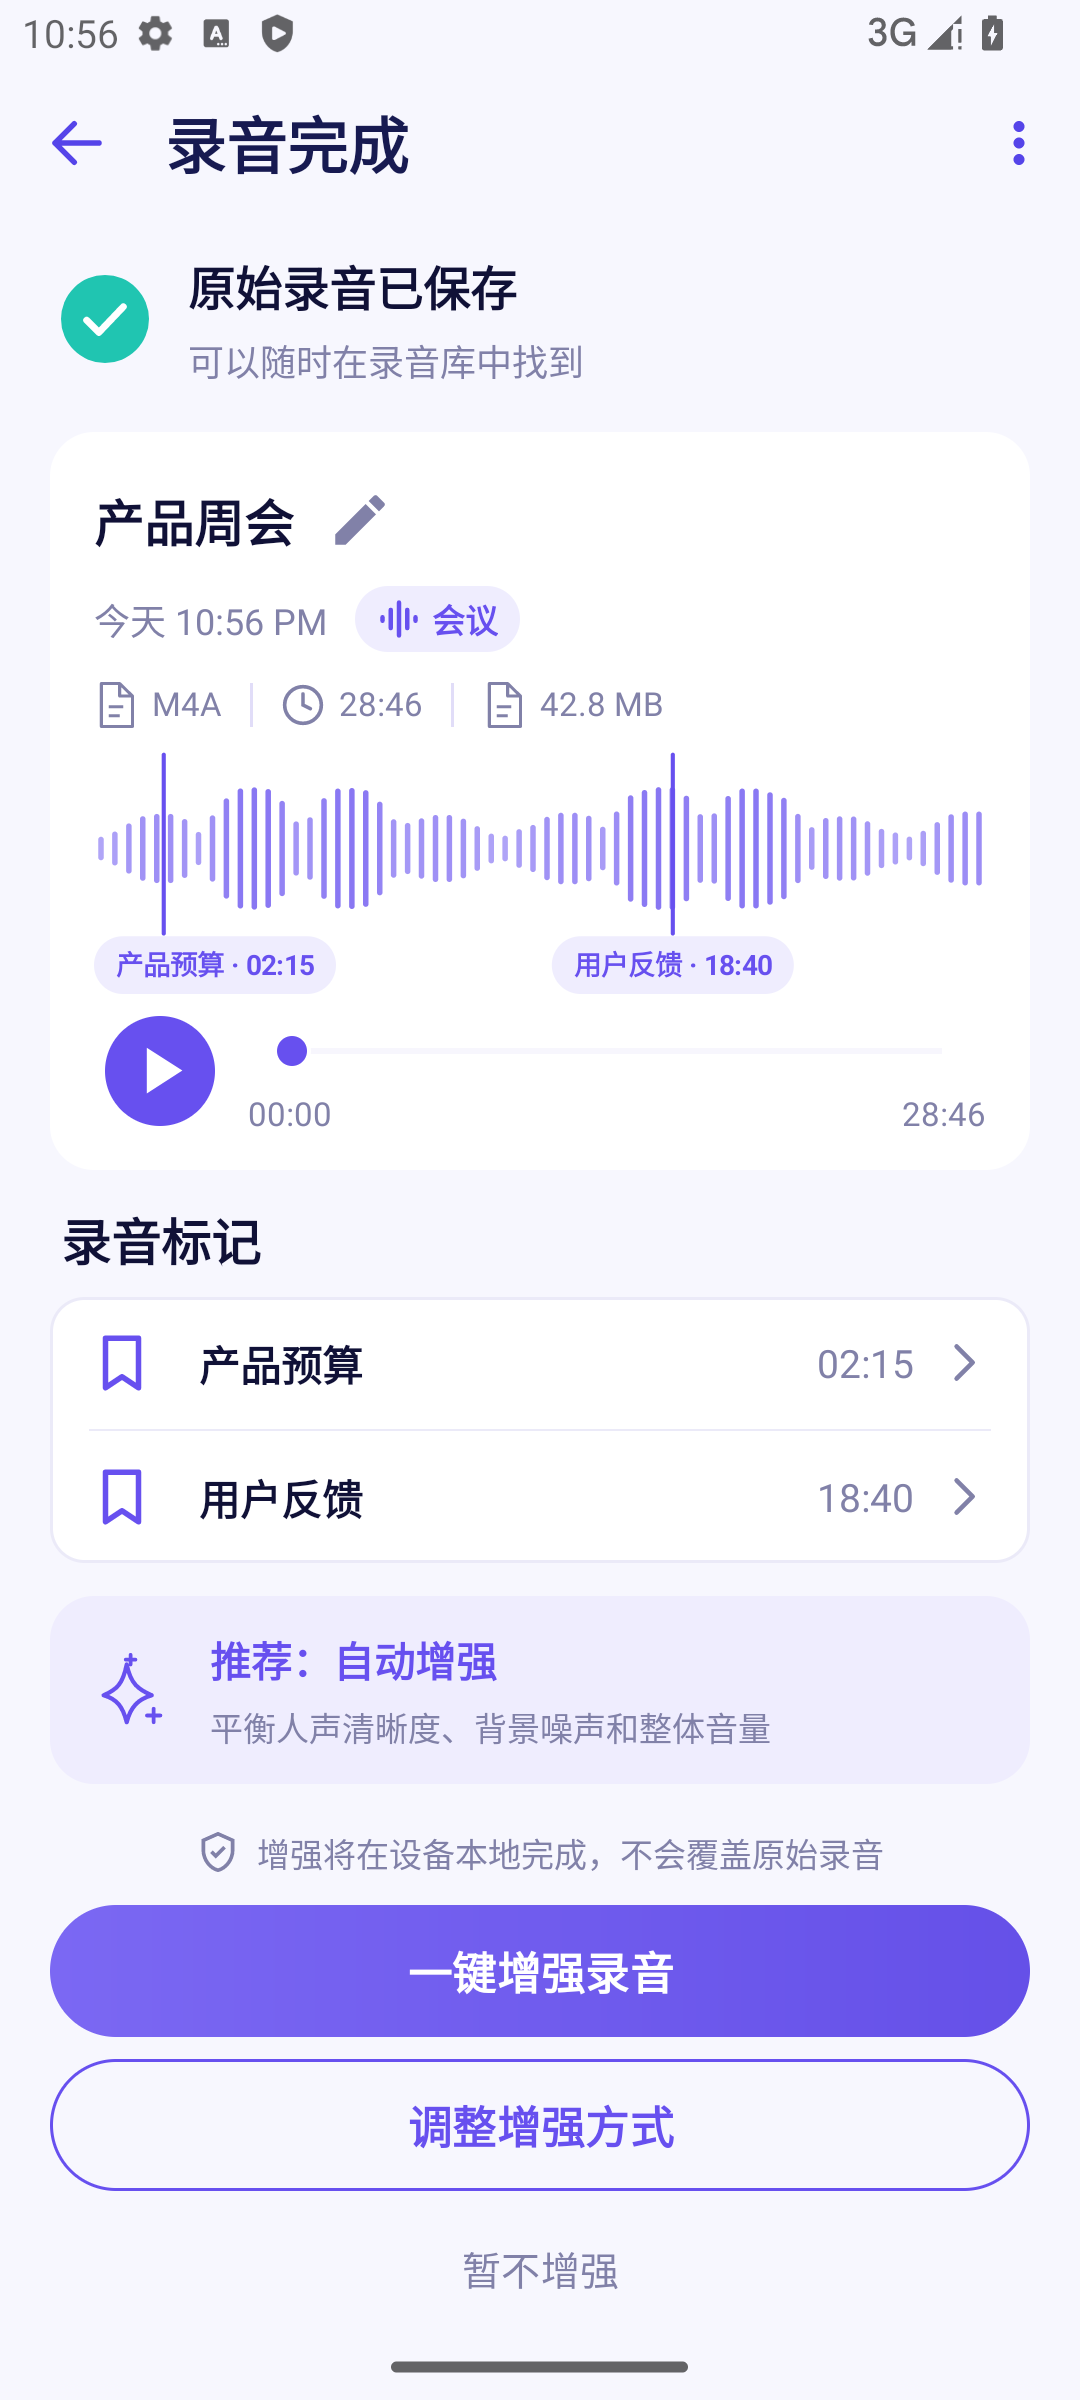 10:56
3G
录音完成
原始录音已保存
可以随时在录音库中找到
产品周会
今天 10:56 PM
会议
M4A
28:46
42.8 MB
产品预算 · 02:15
用户反馈 · 18:40
00:00
28:46
录音标记
产品预算
02:15
用户反馈
18:40
推荐：自动增强
平衡人声清晰度、背景噪声和整体音量
增强将在设备本地完成，不会覆盖原始录音
一键增强录音
调整增强方式
暂不增强